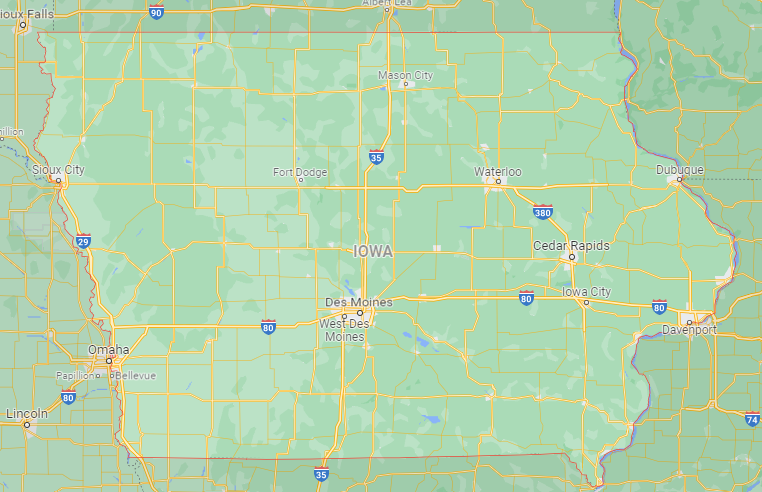 Albert Lea
90
ioux Falls
Mason City
illion
35
Sioux City
Fort Dodge
Waterloo
Dubuque
380
29
IOWA
Cedar Rapids
Iowa City
80
80
Des Moines
West Des
Moines
80
Davenport
Omaha
Papillion
Bellevue
80
Lincoln
74
35